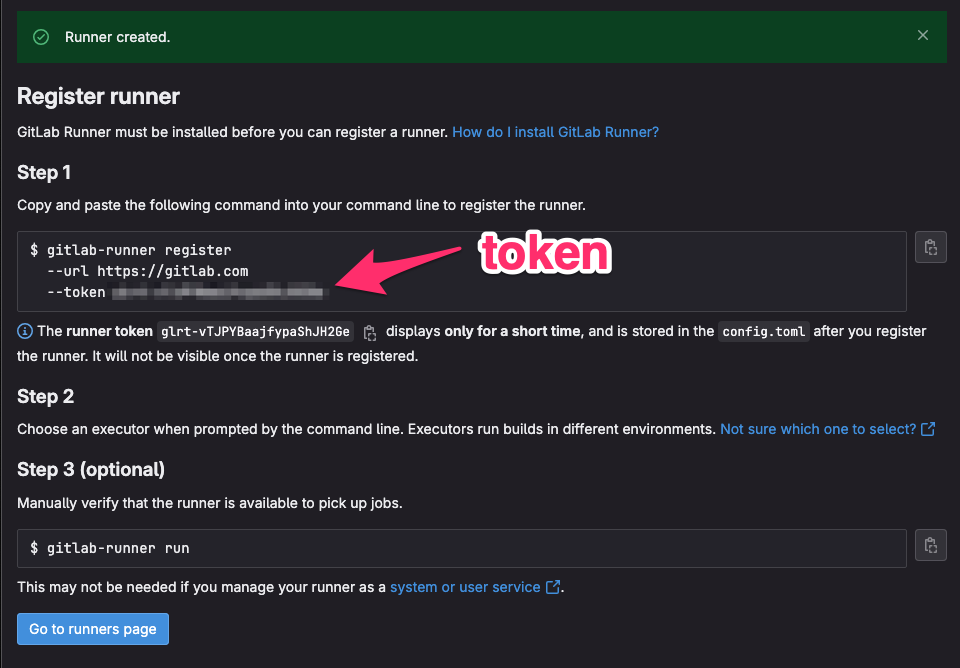 Runner created.
Register runner
GitLab Runner must be installed before you can register a runner. How do I install GitLab Runner?
Step 1
Copy and paste the following command into your command line to register the runner.
$ gitlab-runner register
--url https://gitlab.com
--token
token
The runner token glrt-vTJPYBaajfypaShJH2Ge displays only for a short time, and is stored in the config.toml after you register
the runner. It will not be visible once the runner is registered.
Step 2
Choose an executor when prompted by the command line. Executors run builds in different environments. Not sure which one to select?
Step 3 (optional)
Manually verify that the runner is available to pick up jobs.
$ gitlab-runner run
This may not be needed if you manage your runner as a system or user service.
Go to runners page